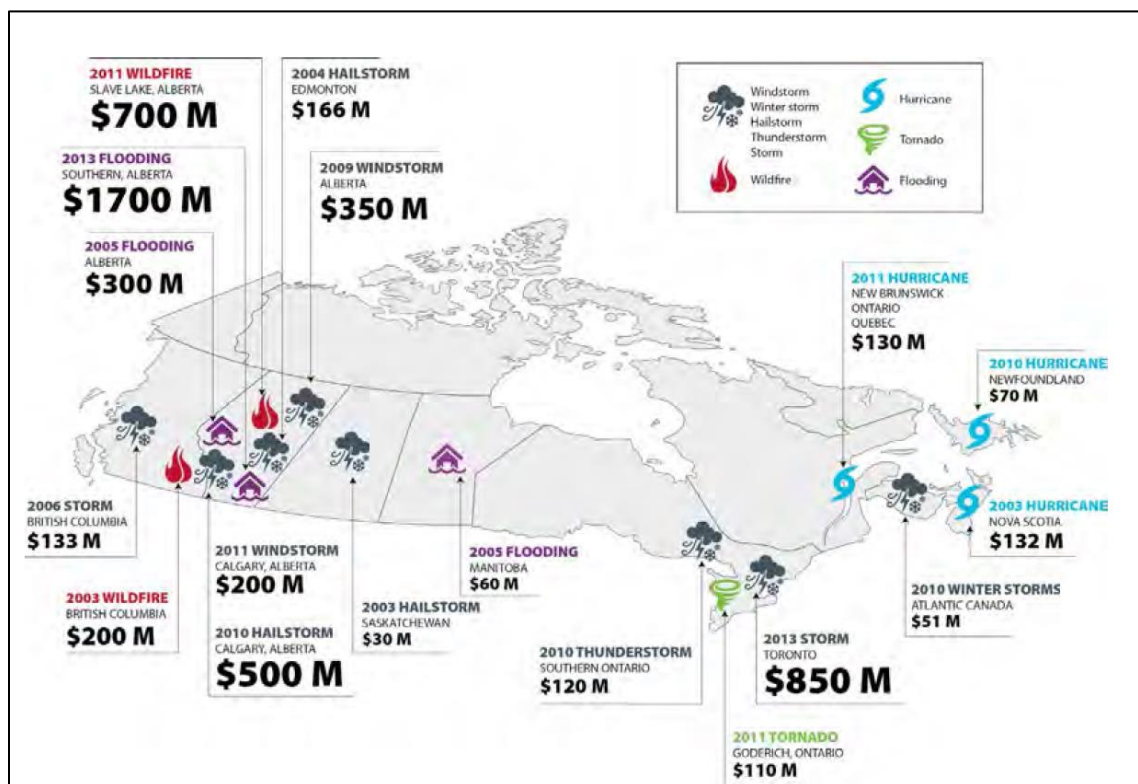 2011 WILDFIRE
SLAVE LAKE, ALBERTA
$700 M
2004 HAILSTORM
EDMONTON
$166 M
2013 FLOODING
SOUTHERN, ALBERTA
$1700 M
2009 WINDSTORM
ALBERTA
$350 M
2005 FLOODING
ALBERTA
$300 M
Windstorm
Winter storm
Hailstorm
Thunderstorm
Storm
Wildfire
Hurricane
Tornado
Flooding
2011 HURRICANE
NEW BRUNSWICK
ONTARIO
QUEBEC
$130 M
2010 HURRICANE
NEWFOUNDLAND
$70 M
2006 STORM
BRITISH COLUMBIA
$133 M
2003 WILDFIRE
BRITISH COLUMBIA
$200 M
2011 WINDSTORM
CALGARY, ALBERTA
$200 M
2010 HAILSTORM
CALGARY, ALBERTA
$500 M
2003 HAILSTORM
SASKATCHEWAN
$30 M
2005 FLOODING
MANITOBA
$60 M
2010 THUNDERSTORM
SOUTHERN ONTARIO
$120 M
2013 STORM
TORONTO
$850 M
2011 TORNADO
GODERICH, ONTARIO
$110 M
2003 HURRICANE
NOVA SCOTIA
$132 M
2010 WINTER STORMS
ATLANTIC CANADA
$51 M